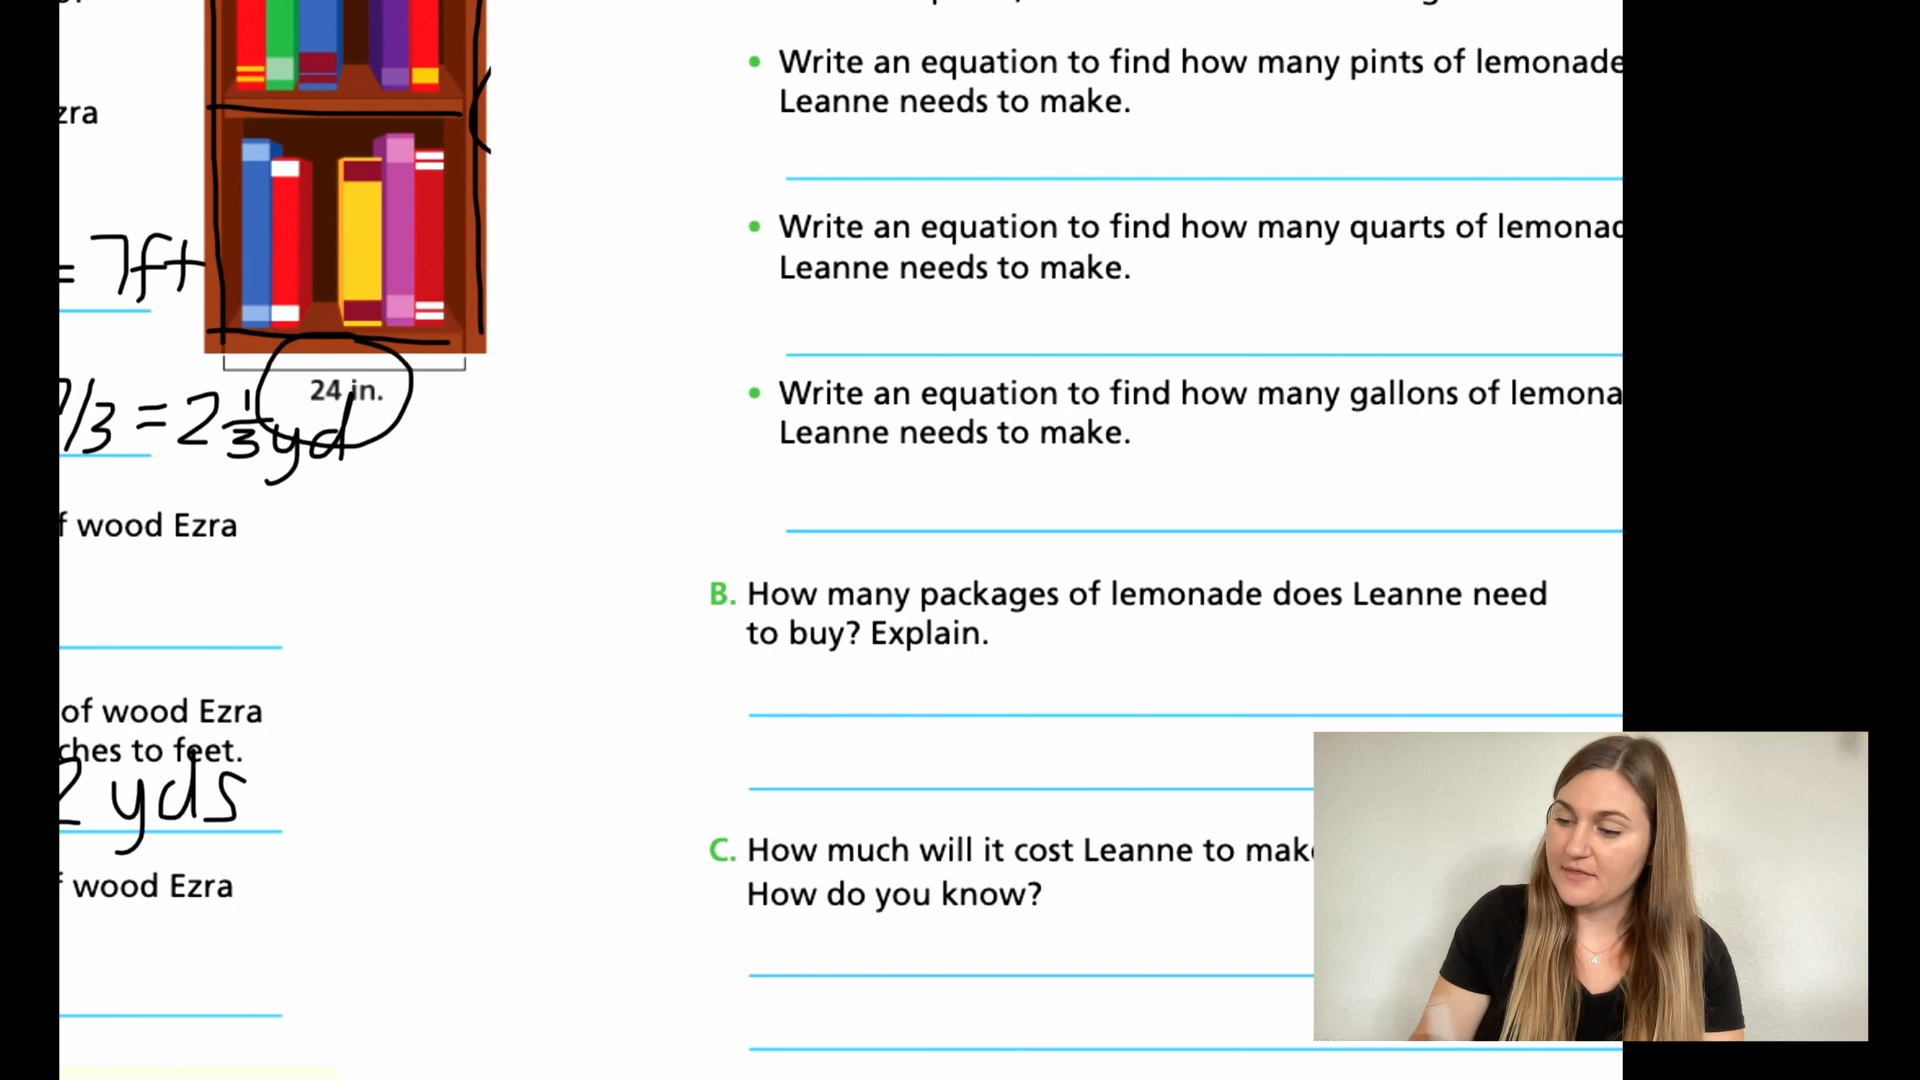 zra
= 7ft
24 in.
/3 = 2 1/3 yd
f wood Ezra
of wood Ezra
ches to feet.
2 yds
f wood Ezra
• Write an equation to find how many pints of lemonade
Leanne needs to make.
• Write an equation to find how many quarts of lemonad
Leanne needs to make.
• Write an equation to find how many gallons of lemona
Leanne needs to make.
B. How many packages of lemonade does Leanne need
to buy? Explain.
C. How much will it cost Leanne to make
How do you know?